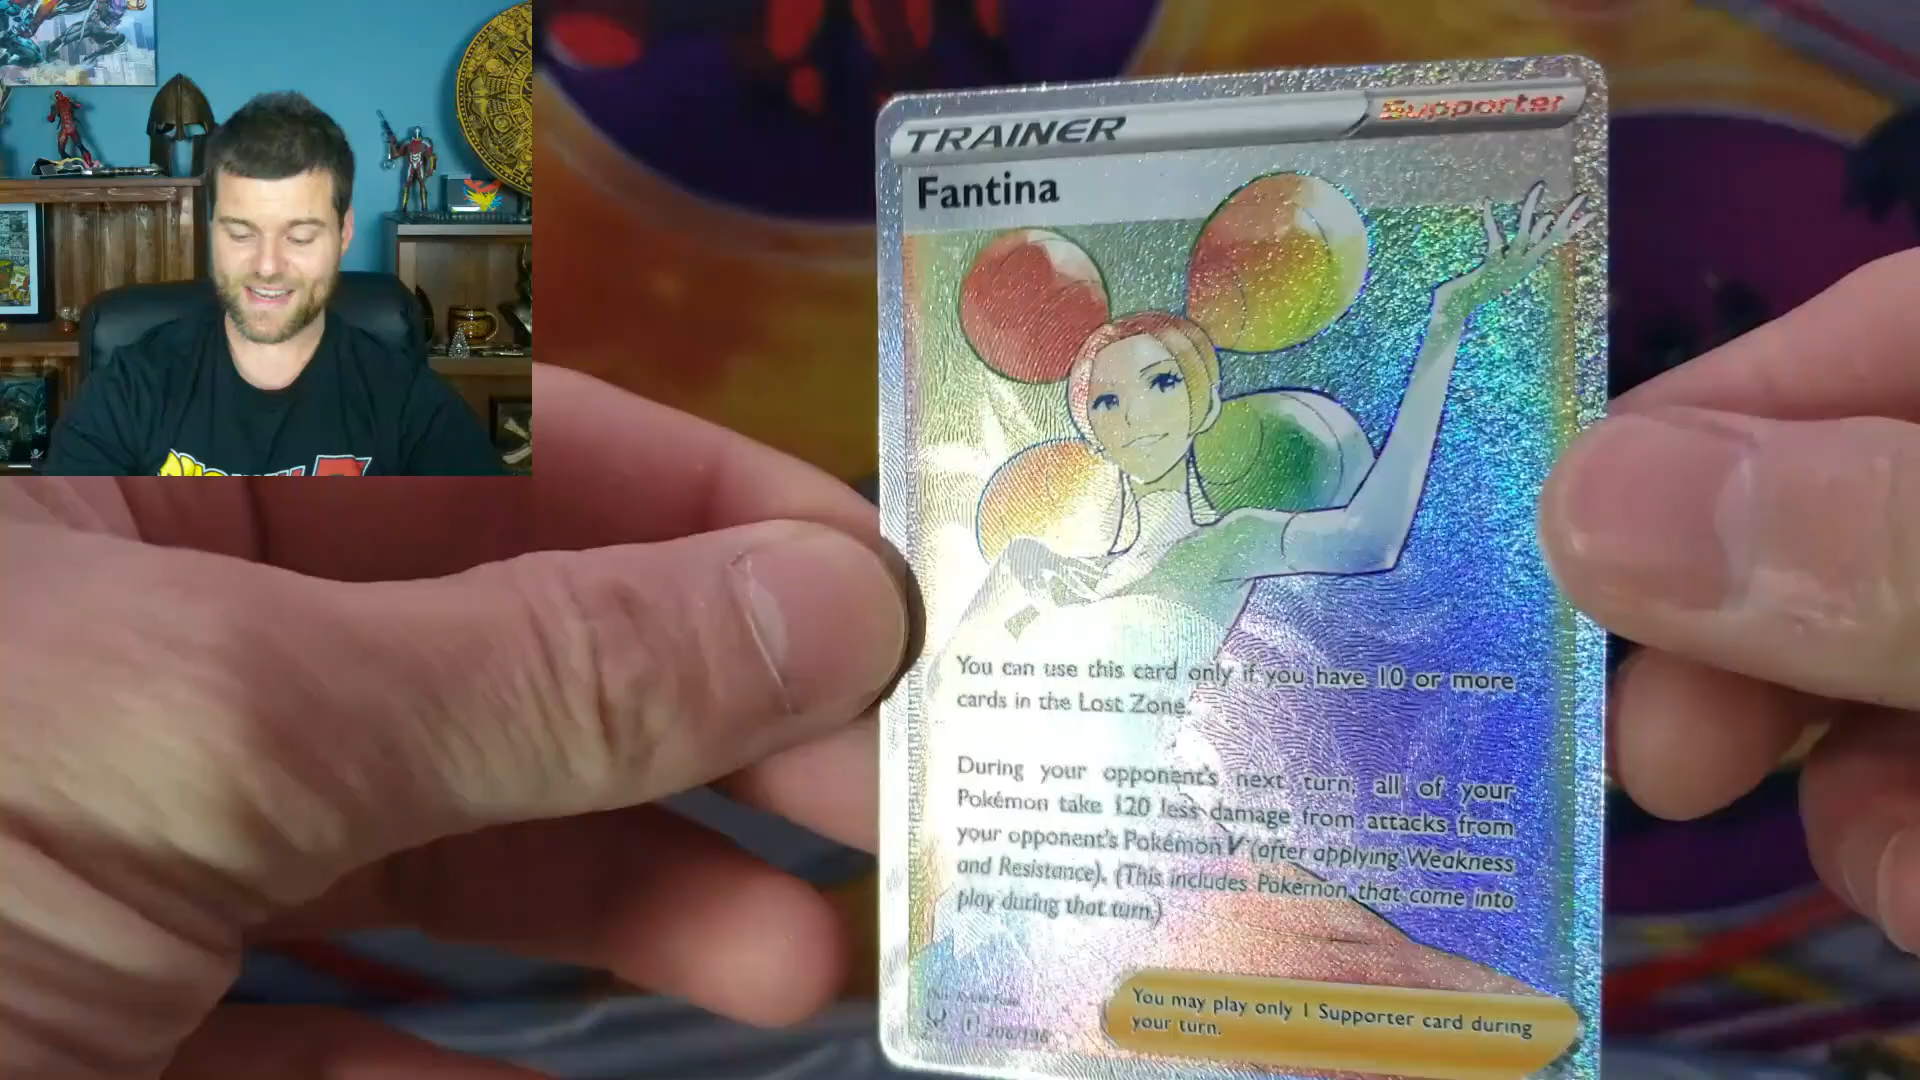 TRAINER
Supporter
Fantina
You can use this card only if you have 10 or more
cards in the Lost Zone.
During your opponent's next turn, all of your
Pokémon take 120 less damage from attacks from
your opponent's Pokémon V (after applying Weakness
and Resistance). (This includes Pokémon that come into
play during that turn.)
You may play only 1 Supporter card during
your turn.
206/196